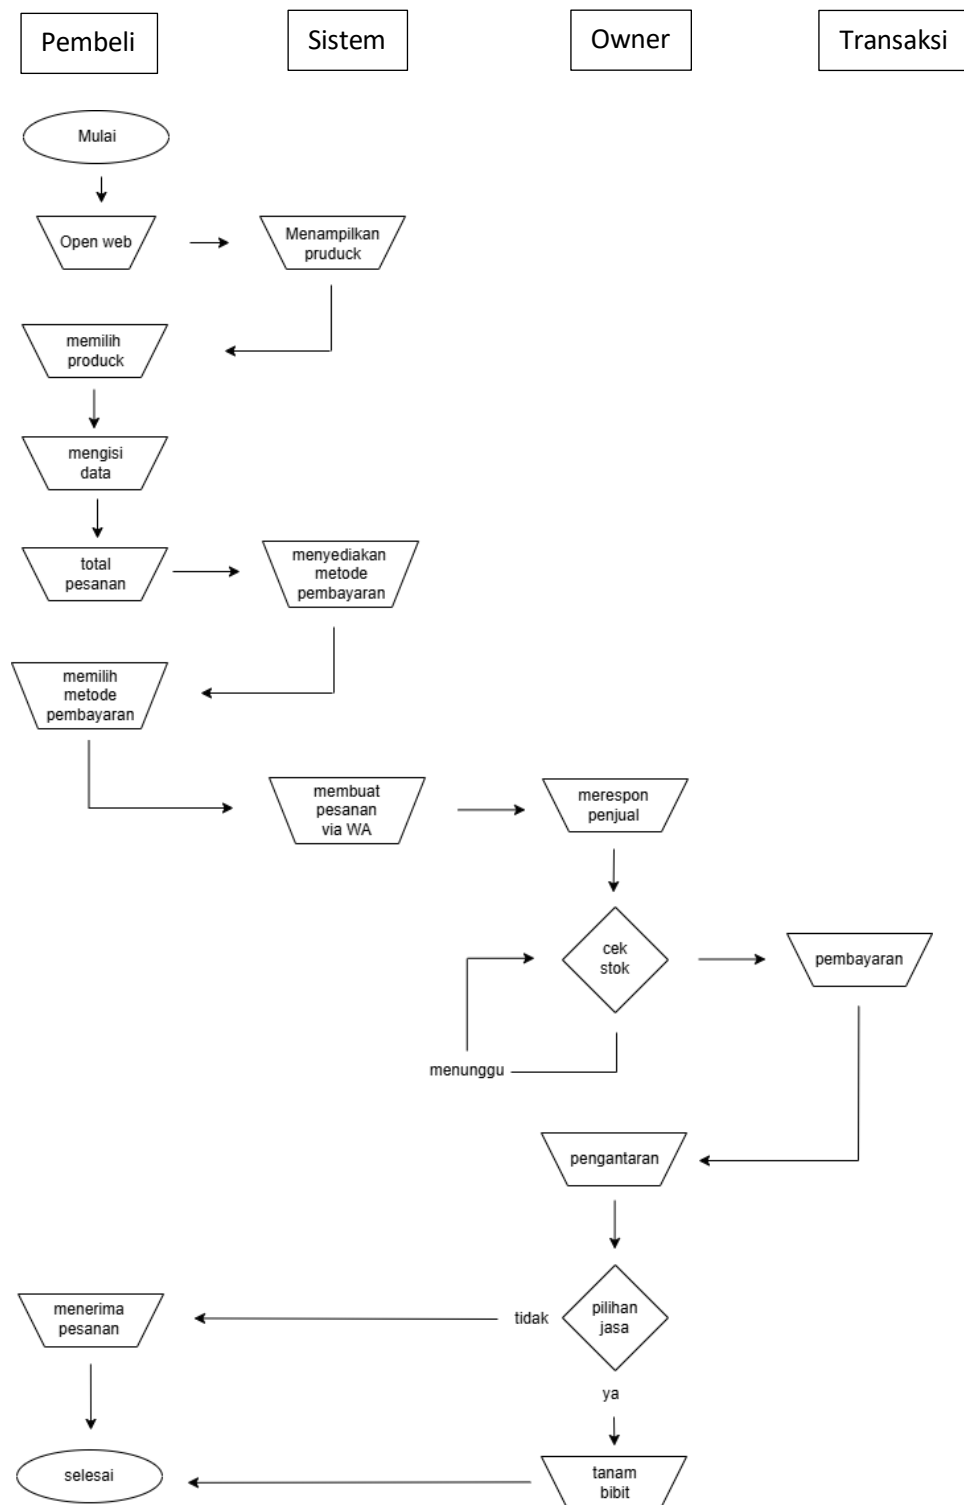 Pembeli
Sistem
Owner
Transaksi
Mulai
Open web
Menampilkan
pruduck
memilih
produck
mengisi
data
total
pesanan
menyediakan
metode
pembayaran
memilih
metode
pembayaran
membuat
pesanan
via WA
merespon
penjual
cek
stok
pembayaran
menunggu
pengantaran
pilihan
jasa
tidak
menerima
pesanan
ya
tanam
bibit
selesai